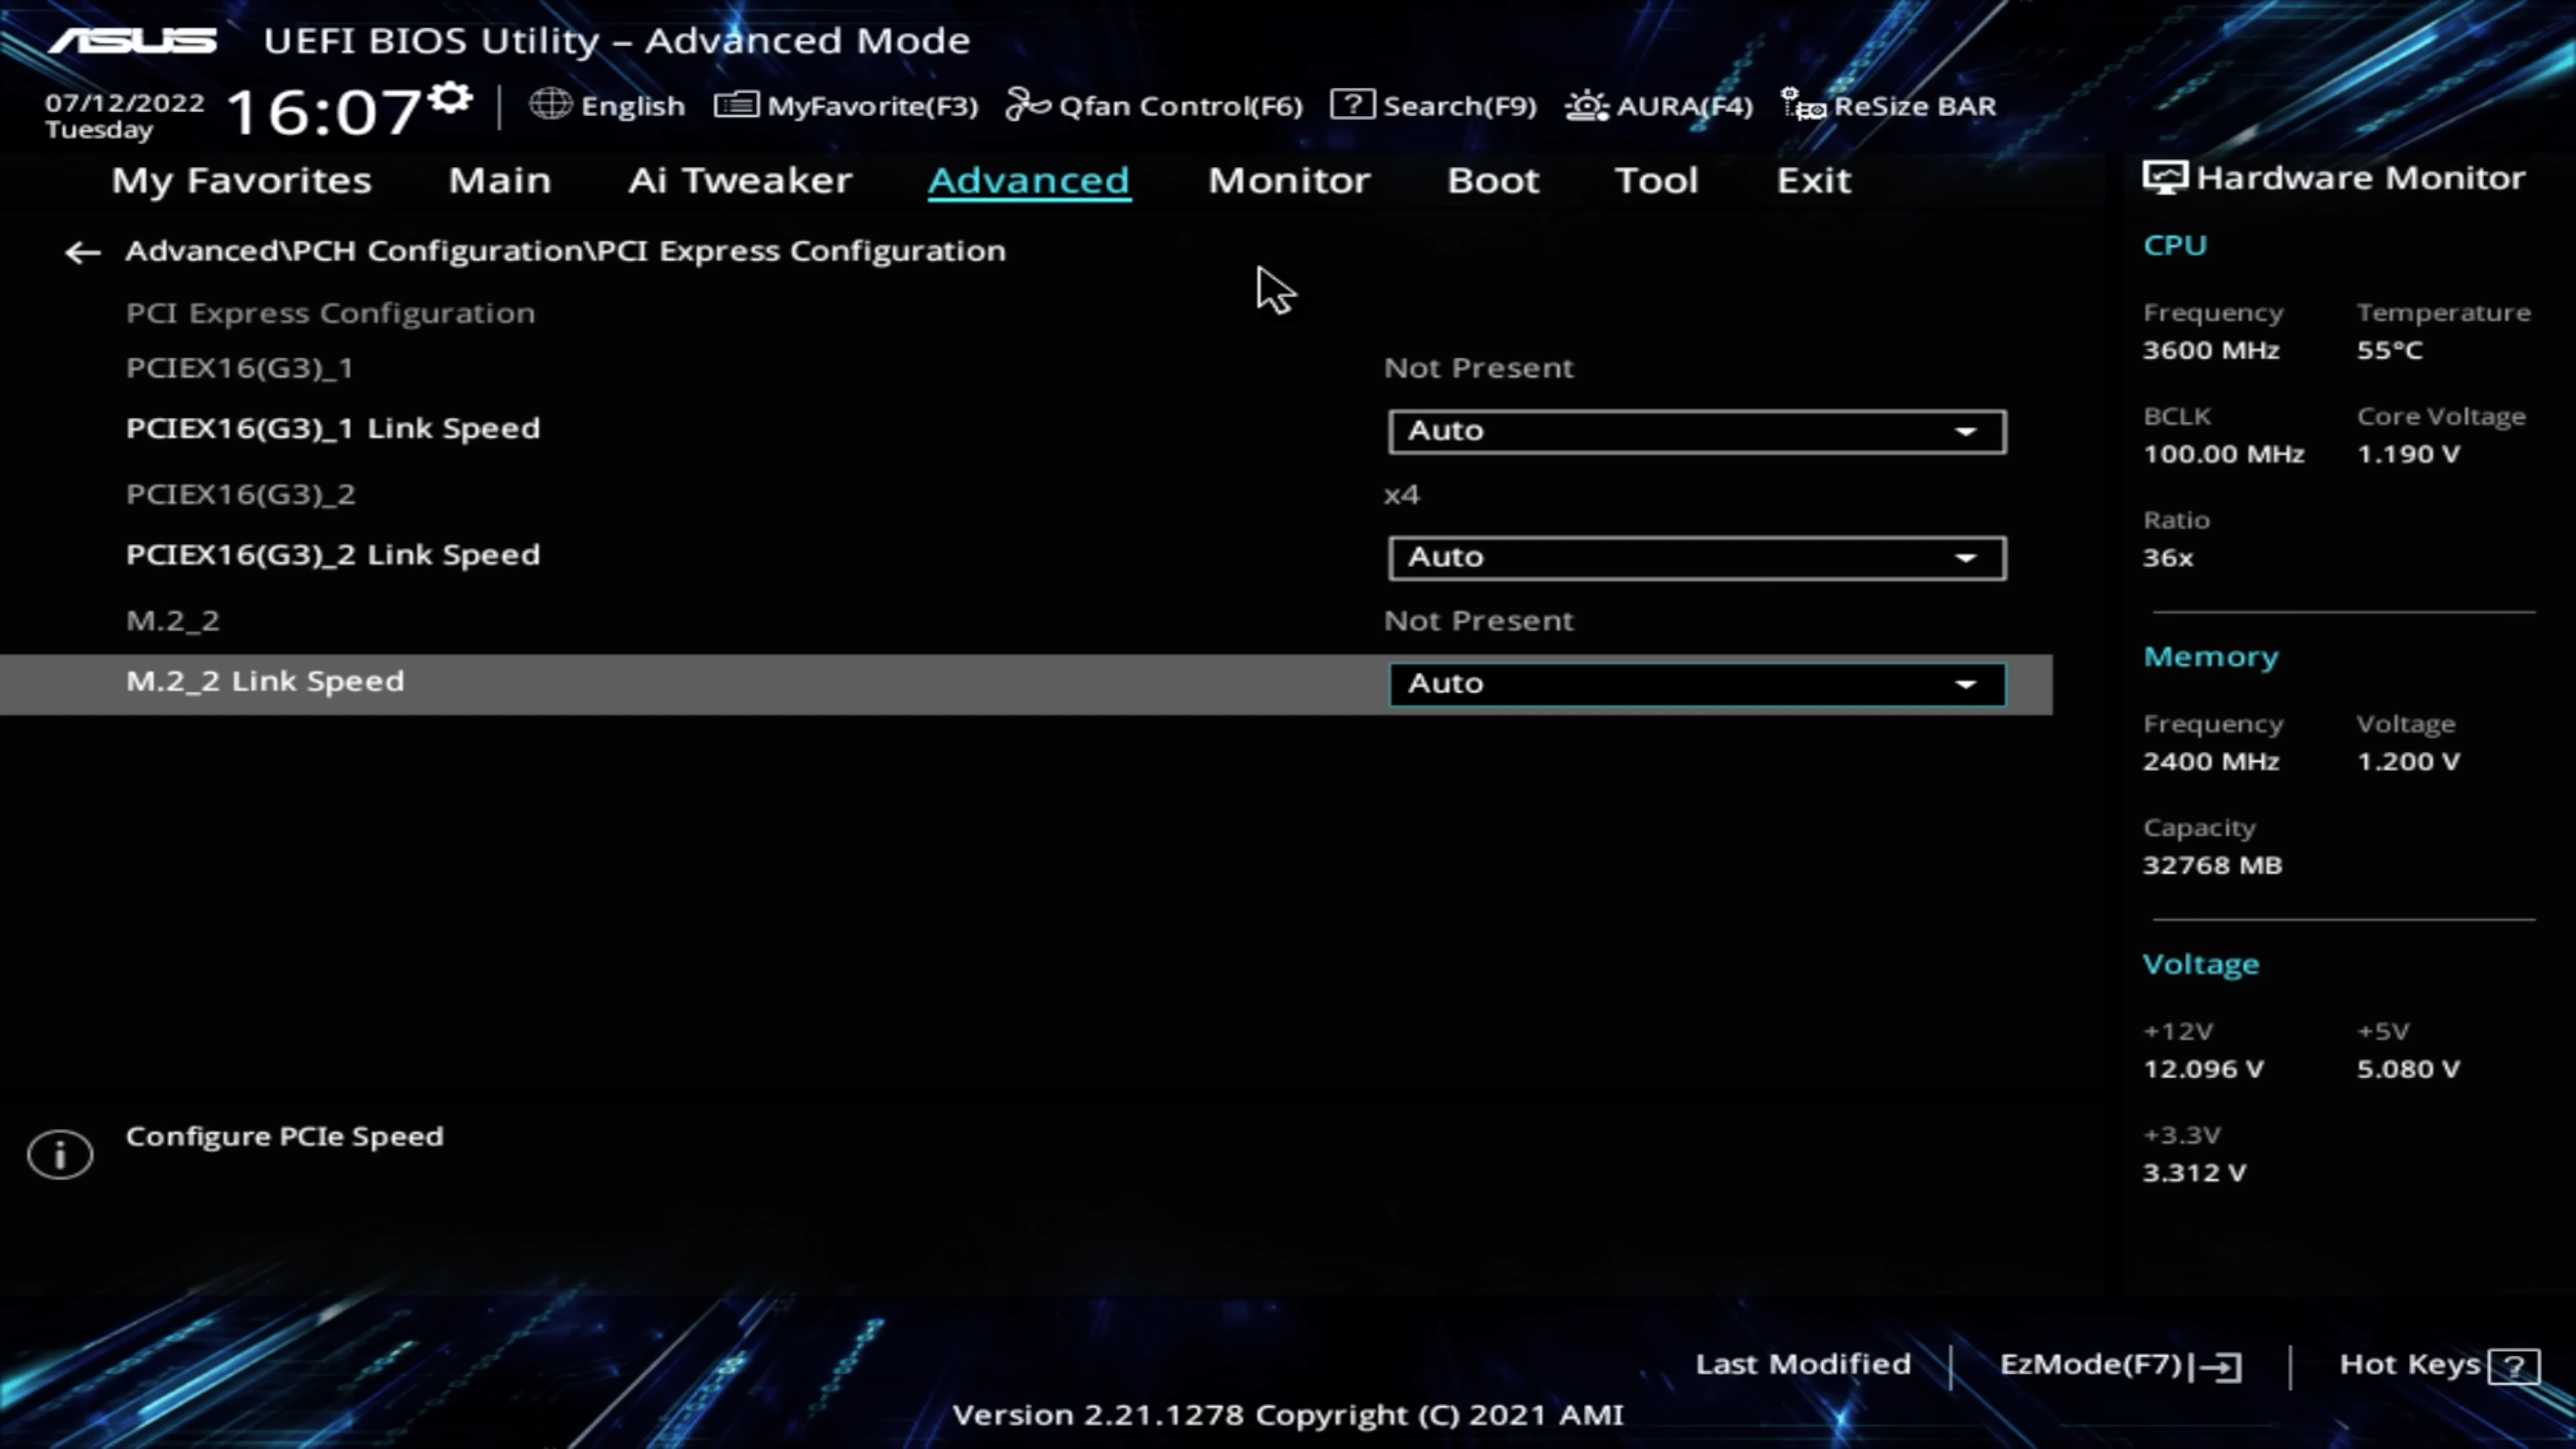 ASUS UEFI BIOS Utility – Advanced Mode
07/12/2022
Tuesday
16:07
English
MyFavorite(F3)
Qfan Control(F6)
? Search(F9)
AURA(F4)
ReSize BAR
My Favorites Main Ai Tweaker Advanced Monitor Boot Tool Exit
Advanced\PCH Configuration\PCI Express Configuration
PCI Express Configuration
PCIEX16(G3)_1 Not Present
PCIEX16(G3)_1 Link Speed Auto
PCIEX16(G3)_2 x4
PCIEX16(G3)_2 Link Speed Auto
M.2_2 Not Present
M.2_2 Link Speed Auto
Configure PCIe Speed
Hardware Monitor
CPU
Frequency Temperature
3600 MHz 55°C
BCLK Core Voltage
100.00 MHz 1.190 V
Ratio
36x
Memory
Frequency Voltage
2400 MHz 1.200 V
Capacity
32768 MB
Voltage
+12V +5V
12.096 V 5.080 V
+3.3V
3.312 V
Last Modified EzMode(F7) Hot Keys ?
Version 2.21.1278 Copyright (C) 2021 AMI